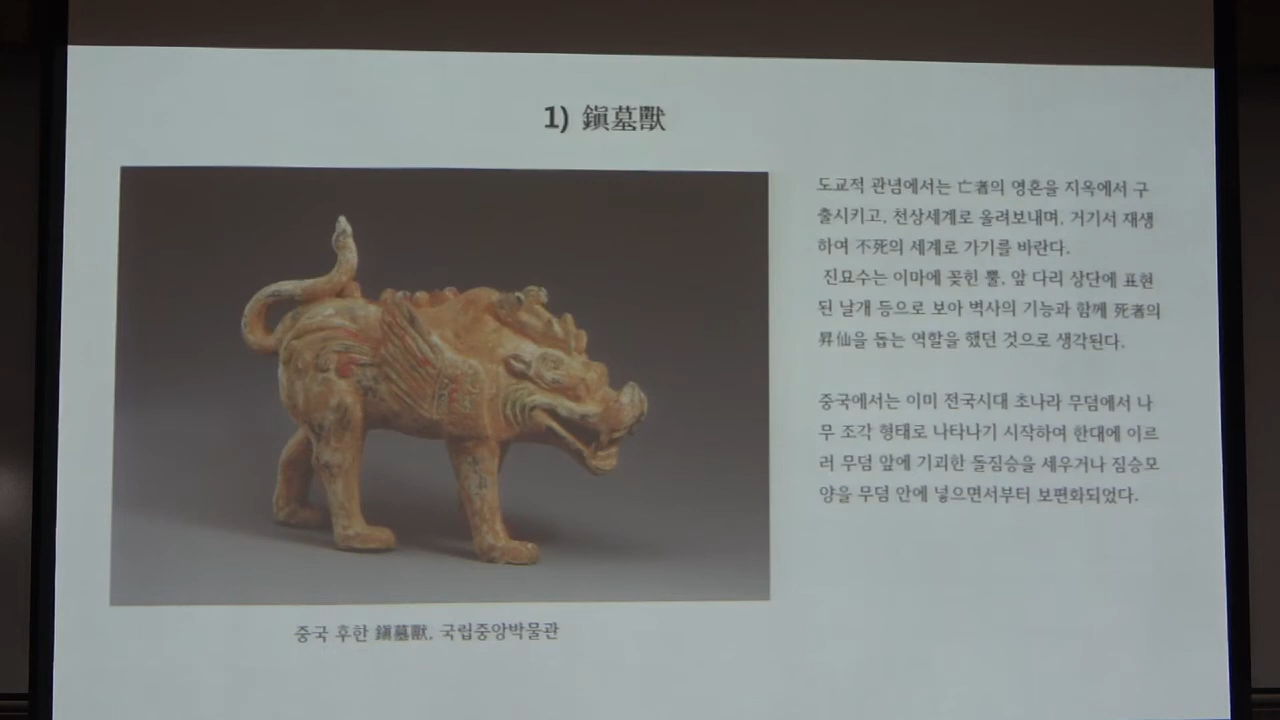 1) 鎭墓獸
도교적 관념에서는 亡者의 영혼을 지옥에서 구
출시키고, 천상세계로 올려보내며, 거기서 재생
하여 不死의 세계로 가기를 바란다.
진묘수는 이마에 꽂힌 뿔, 앞 다리 상단에 표현
된 날개 등으로 보아 벽사의 기능과 함께 死者의
昇仙을 돕는 역할을 했던 것으로 생각된다.
중국에서는 이미 전국시대 초나라 무덤에서 나
무 조각 형태로 나타나기 시작하여 한대에 이르
러 무덤 앞에 기괴한 돌짐승을 세우거나 짐승모
양을 무덤 안에 넣으면서부터 보편화되었다.
중국 후한 鎭墓獸, 국립중앙박물관